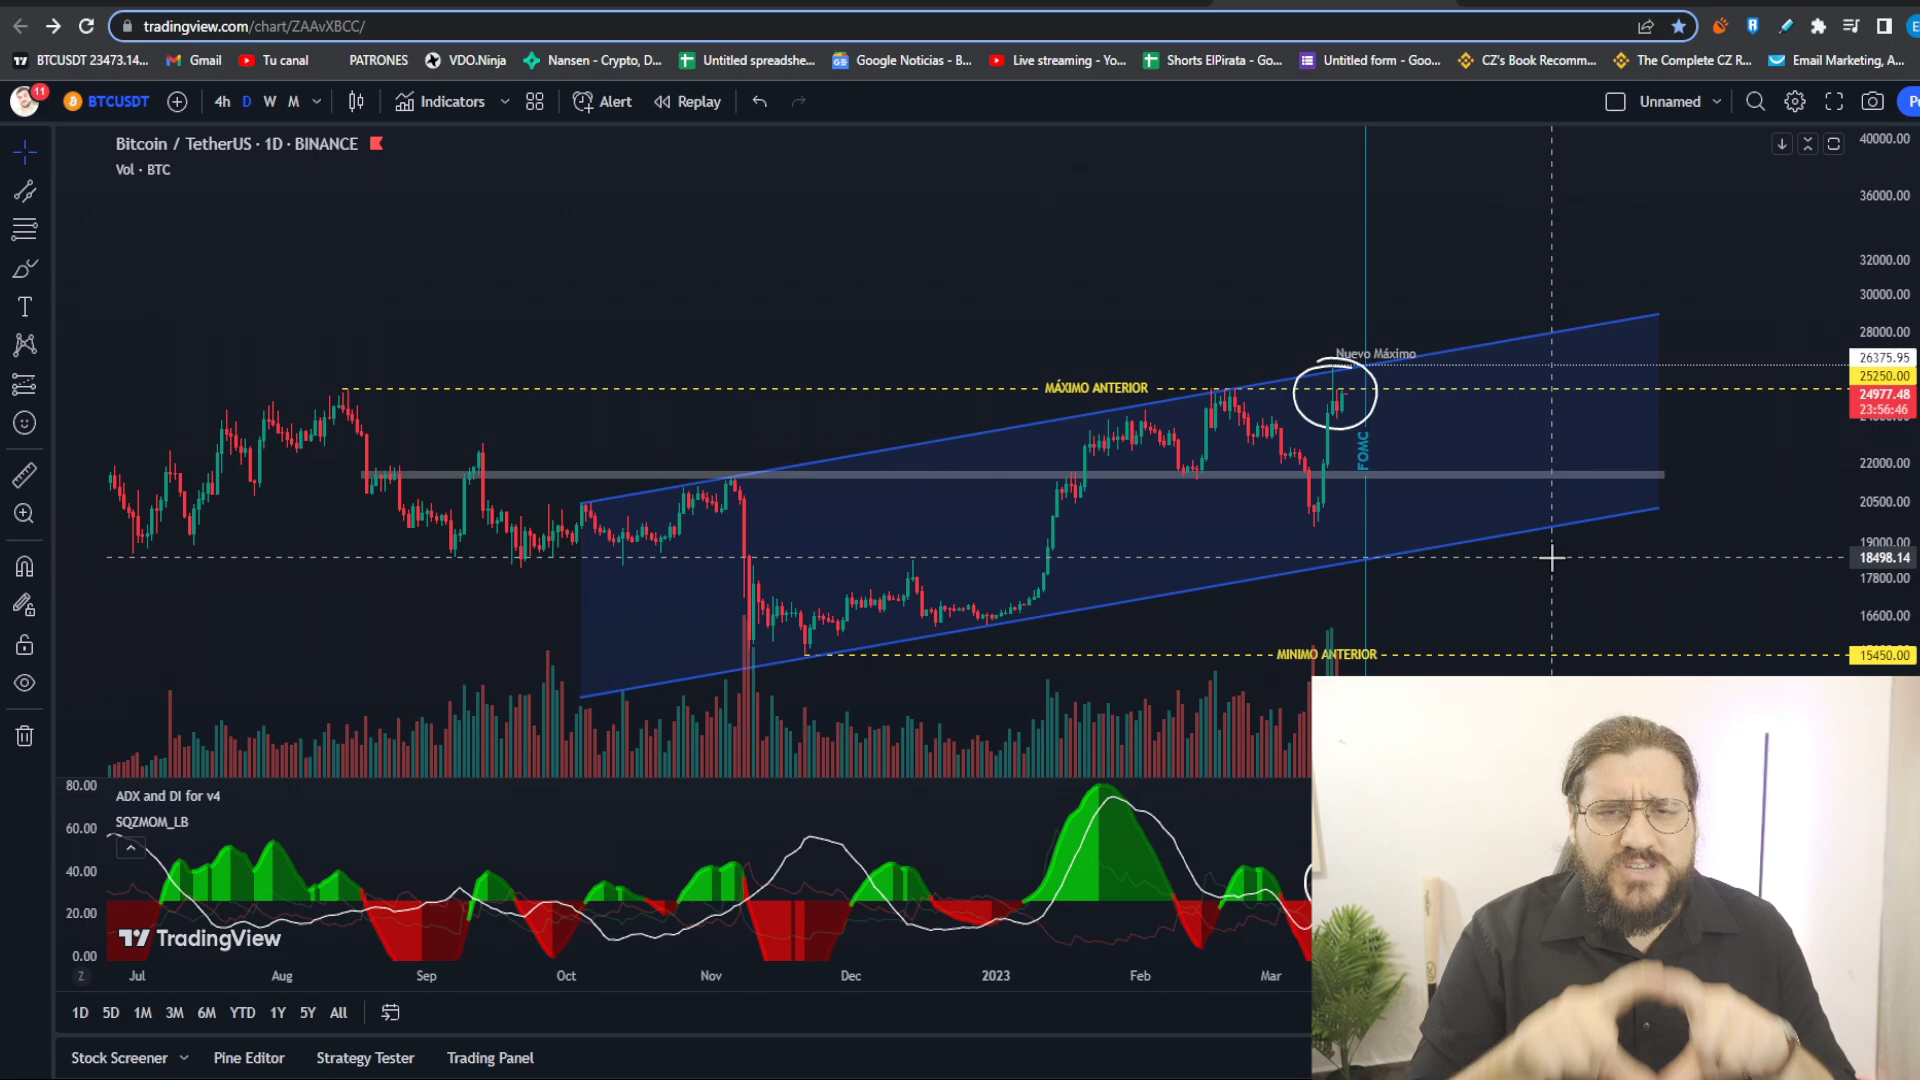 tradingview.com/chart/ZAAvXBCC/
BTCUSDT 23473.14... Gmail Tu canal PATRONES VDO.Ninja Nansen - Crypto, D... Untitled spreadshe... Google Noticias - B... Live streaming - Yo... Shorts ElPirata - Go... Untitled form - Goo... CZ's Book Recomm... The Complete CZ R... Email Marketing, A...
11 BTCUSDT 4h D W M Indicators Alert Replay Unnamed
Bitcoin / TetherUS · 1D · BINANCE
Vol · BTC
40000.00
36000.00
32000.00
30000.00
28000.00
Nuevo Máximo
26375.95
25250.00
MÁXIMO ANTERIOR
24977.48
23:56:46
FOMC
22000.00
20500.00
19000.00
18498.14
17800.00
16600.00
MINIMO ANTERIOR
15450.00
80.00
ADX and DI for v4
SQZMOM_LB
60.00
40.00
20.00
TradingView
0.00
Z Jul Aug Sep Oct Nov Dec 2023 Feb Mar
1D 5D 1M 3M 6M YTD 1Y 5Y All
Stock Screener Pine Editor Strategy Tester Trading Panel